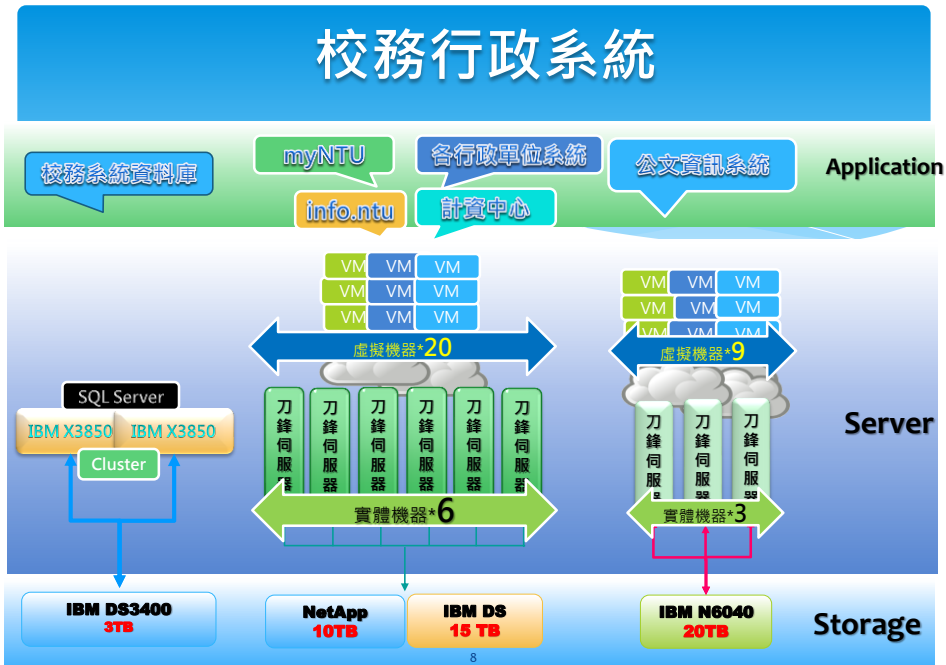 校務行政系統
校務系統資料庫
myNTU
各行政單位系統
公文資訊系統
Application
info.ntu
計資中心
VM VM VM
VM VM VM
VM VM VM
虛擬機器*20
VM VM VM
VM VM VM
VM VM VM
虛擬機器*9
SQL Server
IBM X3850 IBM X3850
Cluster
刀鋒伺服器
刀鋒伺服器
刀鋒伺服器
刀鋒伺服器
刀鋒伺服器
刀鋒伺服器
實體機器*6
刀鋒伺服器
刀鋒伺服器
刀鋒伺服器
實體機器*3
Server
IBM DS3400
3TB
NetApp
10TB
IBM DS
15 TB
IBM N6040
20TB
Storage
8